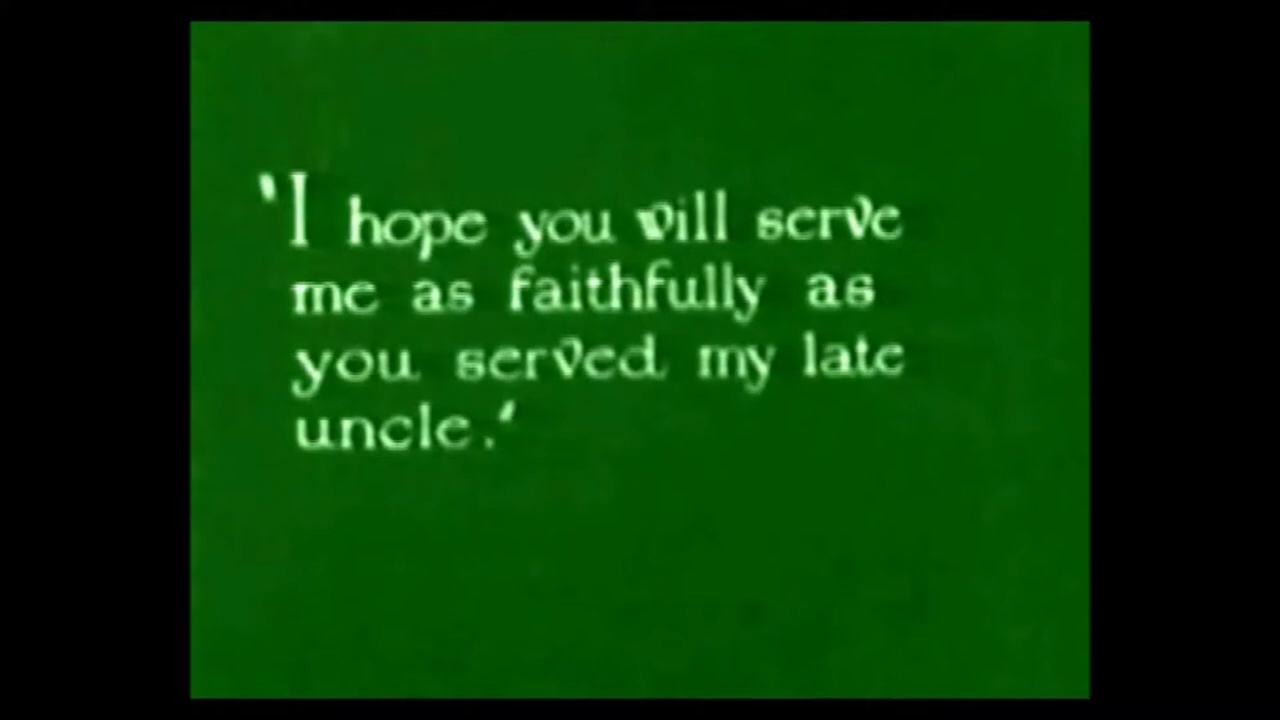 'I hope you will serve
me as faithfully as
you served my late
uncle.'